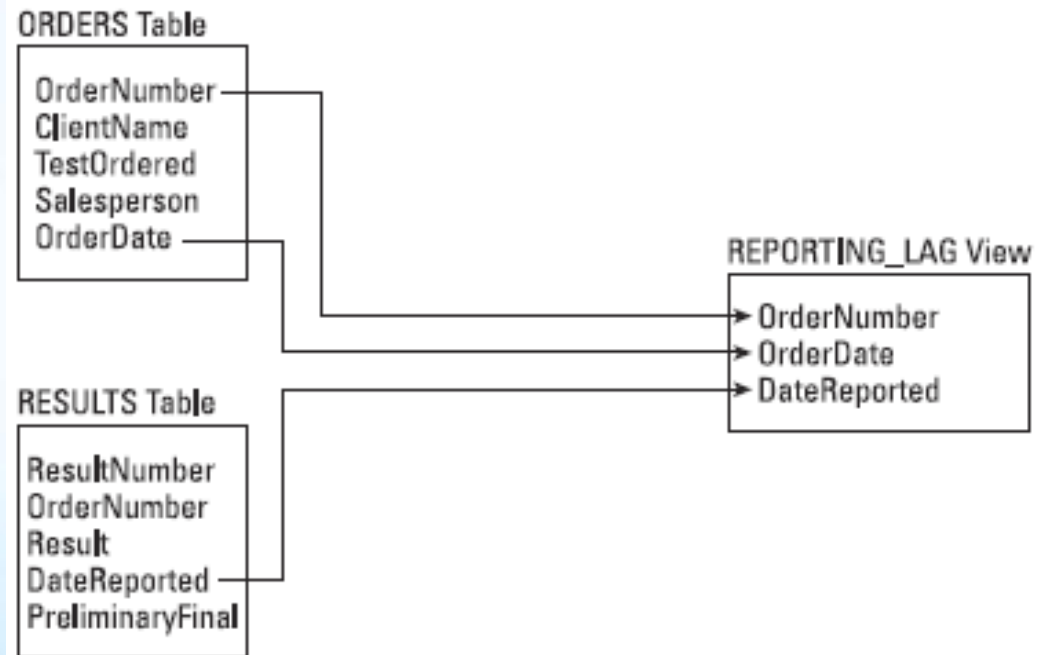 ORDERS Table
OrderNumber
ClientName
TestOrdered
Salesperson
OrderDate
REPORTING_LAG View
OrderNumber
OrderDate
DateReported
RESULTS Table
ResultNumber
OrderNumber
Result
DateReported
PreliminaryFinal